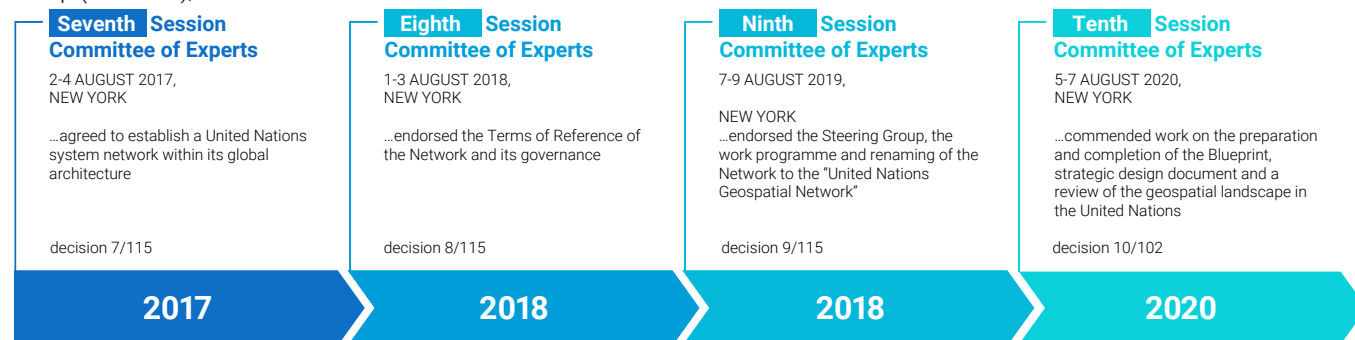 Seventh Session
Committee of Experts
2-4 AUGUST 2017,
NEW YORK
…agreed to establish a United Nations
system network within its global
architecture
decision 7/115
2017
Eighth Session
Committee of Experts
1-3 AUGUST 2018,
NEW YORK
…endorsed the Terms of Reference of
the Network and its governance
decision 8/115
2018
Ninth Session
Committee of Experts
7-9 AUGUST 2019,
NEW YORK
…endorsed the Steering Group, the
work programme and renaming of the
Network to the “United Nations
Geospatial Network”
decision 9/115
2018
Tenth Session
Committee of Experts
5-7 AUGUST 2020,
NEW YORK
…commended work on the preparation
and completion of the Blueprint,
strategic design document and a
review of the geospatial landscape in
the United Nations
decision 10/102
2020